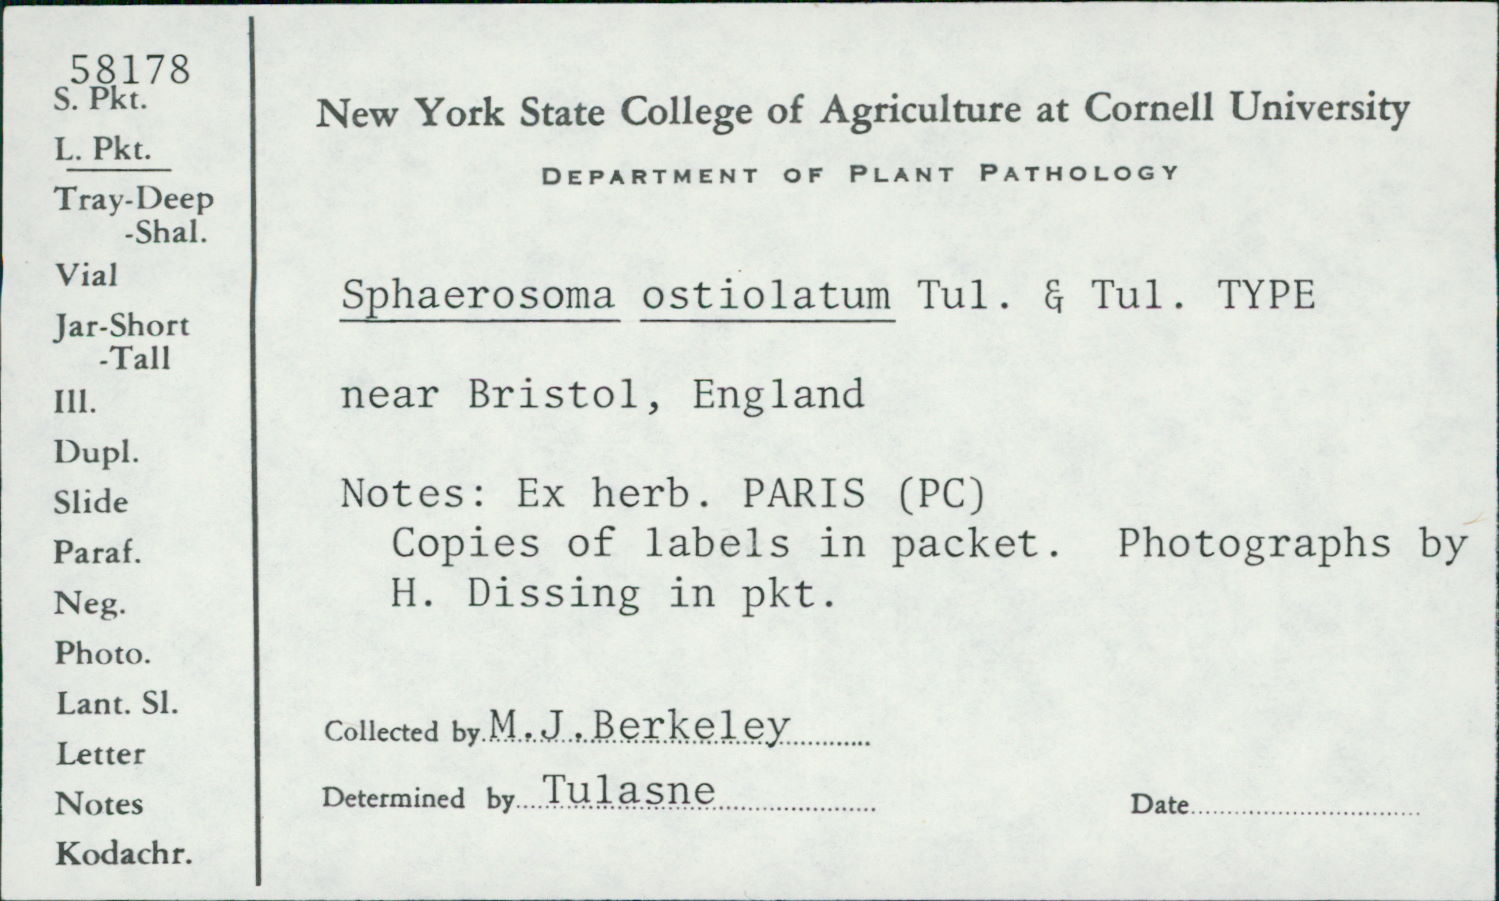 58178
S. Pkt.
L. Pkt.
Tray-Deep
-Shal.
Vial
Jar-Short
-Tall
Ill.
Dupl.
Slide
Paraf.
Neg.
Photo.
Lant. Sl.
Letter
Notes
Kodachr.
New York State College of Agriculture at Cornell University
DEPARTMENT OF PLANT PATHOLOGY
Sphaerosoma ostiolatum Tul. & Tul. TYPE
near Bristol, England
Notes: Ex herb. PARIS (PC)
Copies of labels in packet. Photographs by
H. Dissing in pkt.
Collected by M.J.Berkeley
Determined by Tulasne
Date